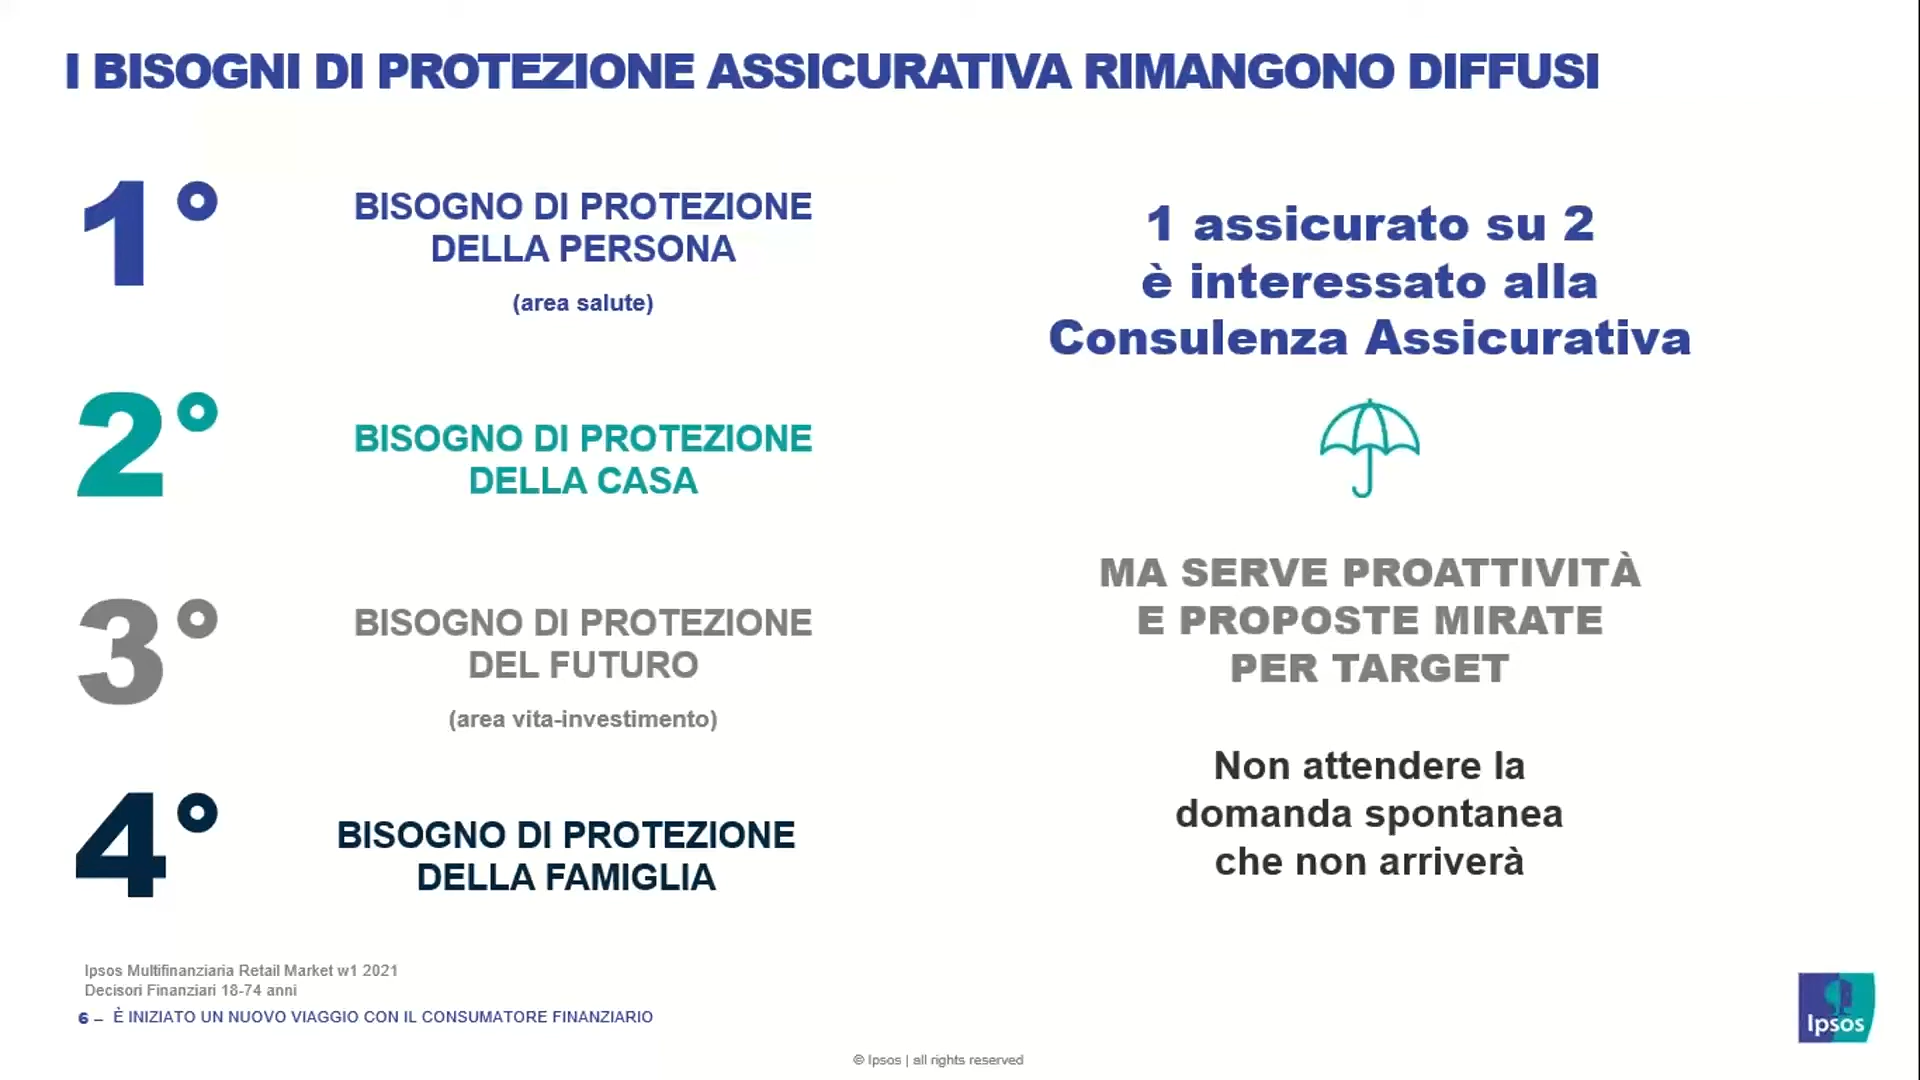 I BISOGNI DI PROTEZIONE ASSICURATIVA RIMANGONO DIFFUSI
1°
BISOGNO DI PROTEZIONE
DELLA PERSONA
(area salute)
2°
BISOGNO DI PROTEZIONE
DELLA CASA
3°
BISOGNO DI PROTEZIONE
DEL FUTURO
(area vita-investimento)
4°
BISOGNO DI PROTEZIONE
DELLA FAMIGLIA
1 assicurato su 2
è interessato alla
Consulenza Assicurativa
MA SERVE PROATTIVITÀ
E PROPOSTE MIRATE
PER TARGET
Non attendere la
domanda spontanea
che non arriverà
Ipsos Multifinanziaria Retail Market w1 2021
Decisori Finanziari 18-74 anni
6 – È INIZIATO UN NUOVO VIAGGIO CON IL CONSUMATORE FINANZIARIO
© Ipsos | all rights reserved
Ipsos